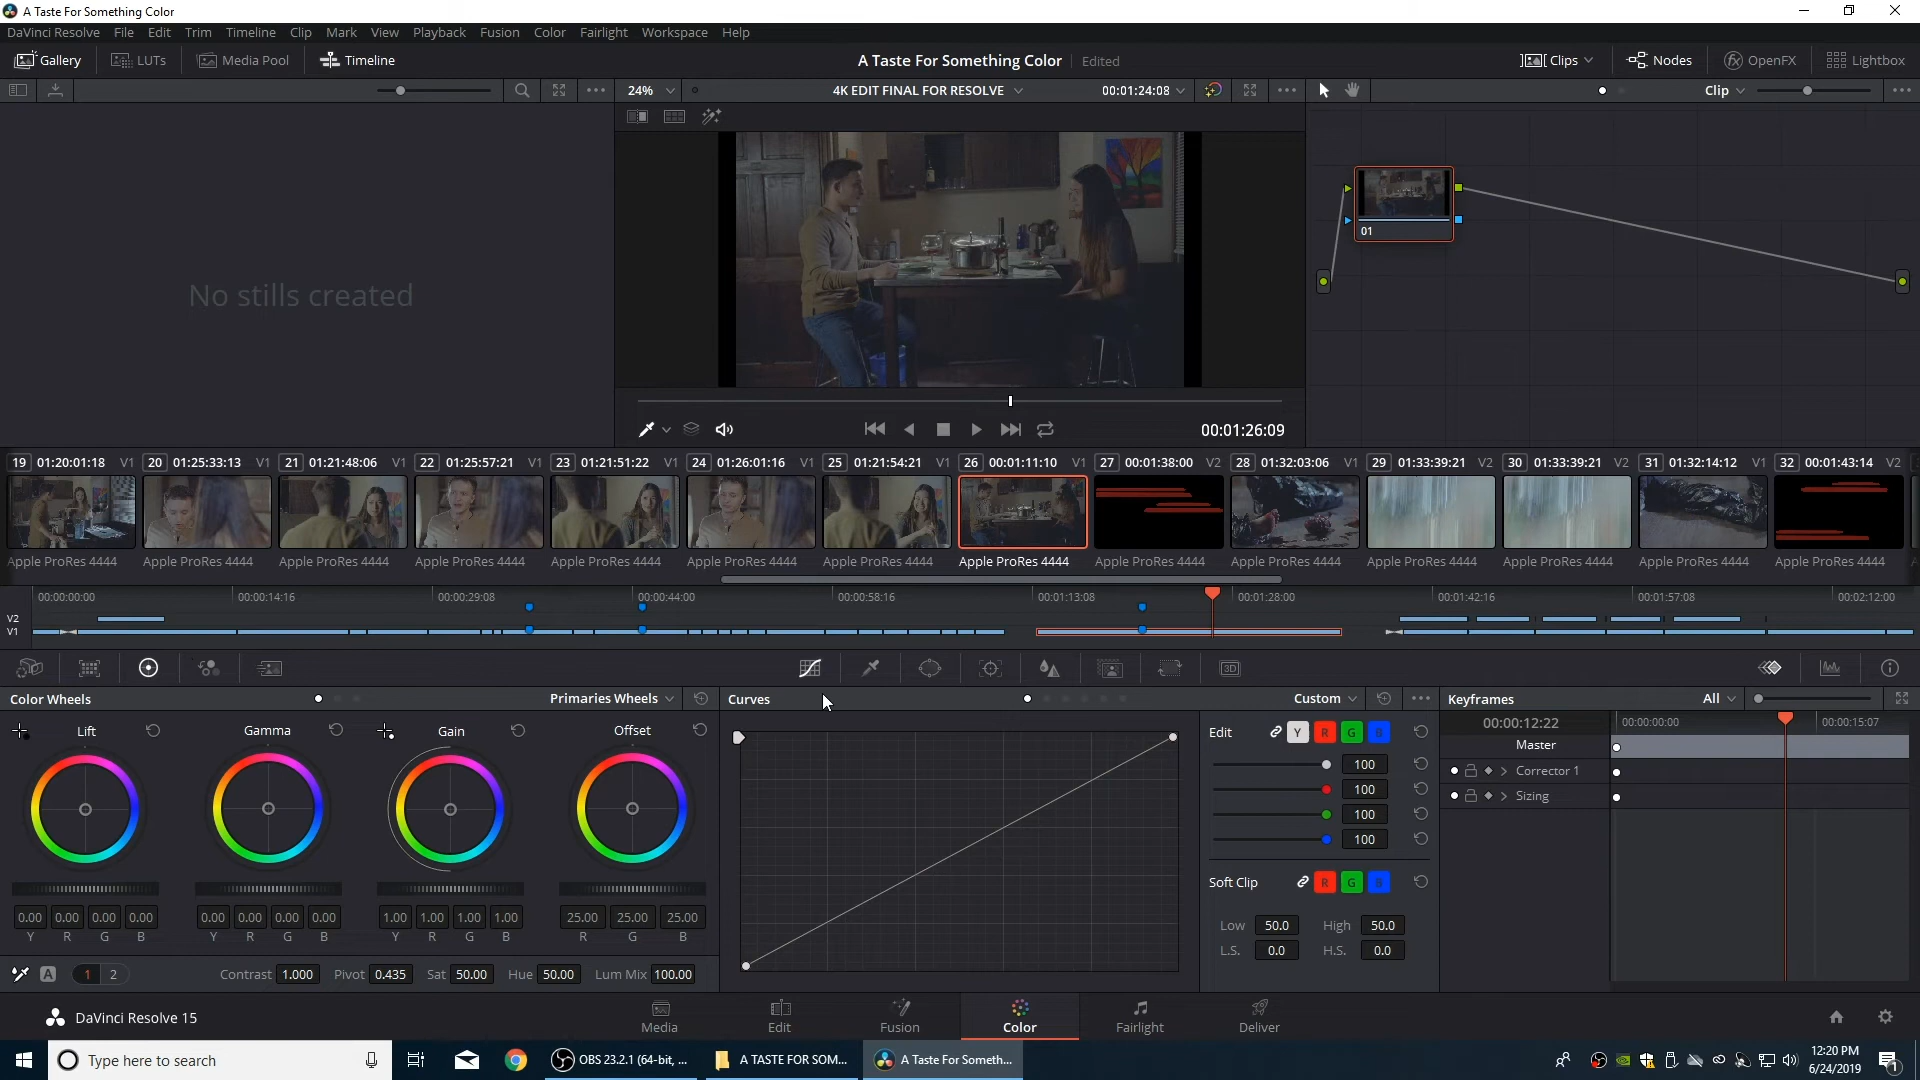 A Taste For Something Color
DaVinci Resolve File Edit Trim Timeline Clip Mark View Playback Fusion Color Fairlight Workspace Help
Gallery LUTs Media Pool Timeline A Taste For Something Color Edited Clips Nodes OpenFX Lightbox
24% 4K EDIT FINAL FOR RESOLVE 00:01:24:08 Clip
No stills created
01
00:01:26:09
19 01:20:01:18 V1 20 01:25:33:13 V1 21 01:21:48:06 V1 22 01:25:57:21 V1 23 01:21:51:22 V1 24 01:26:01:16 V1 25 01:21:54:21 V1 26 00:01:11:10 V1 27 00:01:38:00 V2 28 01:32:03:06 V1 29 01:33:39:21 V2 30 01:33:39:21 V2 31 01:32:14:12 V1 32 00:01:43:14 V2
Apple ProRes 4444 Apple ProRes 4444 Apple ProRes 4444 Apple ProRes 4444 Apple ProRes 4444 Apple ProRes 4444 Apple ProRes 4444 Apple ProRes 4444 Apple ProRes 4444 Apple ProRes 4444 Apple ProRes 4444 Apple ProRes 4444 Apple ProRes 4444 Apple ProRes 4444
00:00:00:00 00:00:14:16 00:00:29:08 00:00:44:00 00:00:58:16 00:01:13:08 00:01:28:00 00:01:42:16 00:01:57:08 00:02:12:00
V2
V1
3D
Color Wheels Primaries Wheels Curves Custom Keyframes All
Lift Gamma Gain Offset Edit Y R G B 00:00:12:22 00:00:00:00 00:00:15:07
Master
100 Corrector 1
100 Sizing
100
100
Soft Clip R G B
0.00 0.00 0.00 0.00 0.00 0.00 0.00 0.00 1.00 1.00 1.00 1.00 25.00 25.00 25.00 Low 50.0 High 50.0
Y R G B Y R G B Y R G B R G B L.S. 0.0 H.S. 0.0
A 1 2 Contrast 1.000 Pivot 0.435 Sat 50.00 Hue 50.00 Lum Mix 100.00
DaVinci Resolve 15 Media Edit Fusion Color Fairlight Deliver
Type here to search OBS 23.2.1 (64-bit, ... A TASTE FOR SOM... A Taste For Someth... 12:20 PM
6/24/2019 1